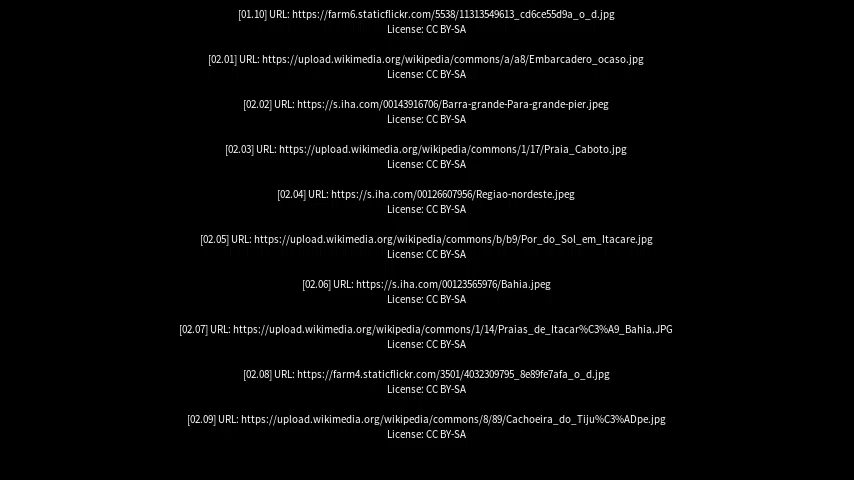 [01.10] URL: https://farm6.staticflickr.com/5538/11313549613_cd6ce55d9a_o_d.jpg
License: CC BY-SA
[02.01] URL: https://upload.wikimedia.org/wikipedia/commons/a/a8/Embarcadero_ocaso.jpg
License: CC BY-SA
[02.02] URL: https://s.iha.com/00143916706/Barra-grande-Para-grande-pier.jpeg
License: CC BY-SA
[02.03] URL: https://upload.wikimedia.org/wikipedia/commons/1/17/Praia_Caboto.jpg
License: CC BY-SA
[02.04] URL: https://s.iha.com/00126607956/Regiao-nordeste.jpeg
License: CC BY-SA
[02.05] URL: https://upload.wikimedia.org/wikipedia/commons/b/b9/Por_do_Sol_em_Itacare.jpg
License: CC BY-SA
[02.06] URL: https://s.iha.com/00123565976/Bahia.jpeg
License: CC BY-SA
[02.07] URL: https://upload.wikimedia.org/wikipedia/commons/1/14/Praias_de_Itacar%C3%A9_Bahia.JPG
License: CC BY-SA
[02.08] URL: https://farm4.staticflickr.com/3501/4032309795_8e89fe7afa_o_d.jpg
License: CC BY-SA
[02.09] URL: https://upload.wikimedia.org/wikipedia/commons/8/89/Cachoeira_do_Tiju%C3%ADpe.jpg
License: CC BY-SA